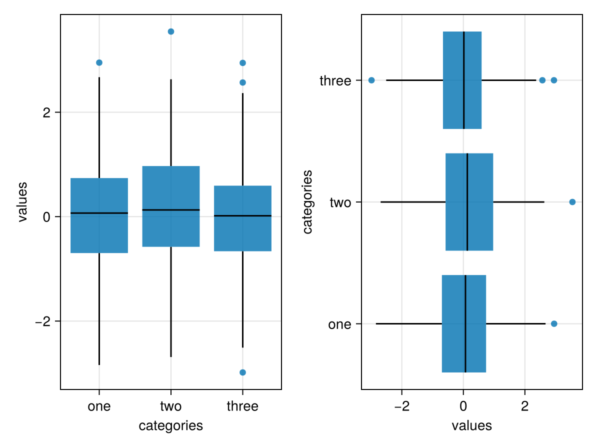 values
2
0
−2
one two three
categories
categories
three
two
one
−2 0 2
values